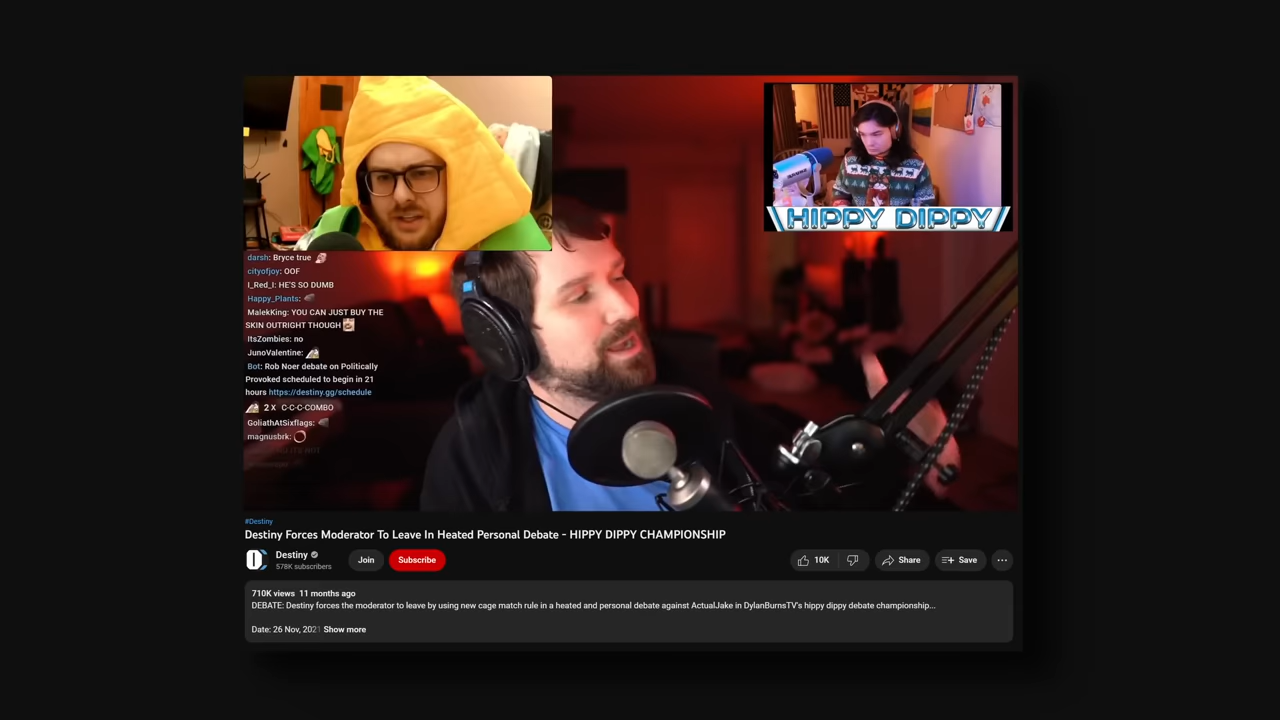 HIPPY DIPPY
darsh: Bryce true
cityofjoy: OOF
I_Red_I: HE'S SO DUMB
Happy_Plants:
MalekKing: YOU CAN JUST BUY THE
SKIN OUTRIGHT THOUGH
ItsZombies: no
JunoValentine:
Bot: Rob Noer debate on Politically
Provoked scheduled to begin in 21
hours https://destiny.gg/schedule
2 X C-C-C-COMBO
GoliathAtSixflags:
magnusbrk:
#Destiny
Destiny Forces Moderator To Leave In Heated Personal Debate - HIPPY DIPPY CHAMPIONSHIP
Destiny
578K subscribers
Join
Subscribe
10K
Share
Save
710K views 11 months ago
DEBATE: Destiny forces the moderator to leave by using new cage match rule in a heated and personal debate against ActualJake in DylanBurnsTV's hippy dippy debate championship...
Date: 26 Nov, 2021 Show more